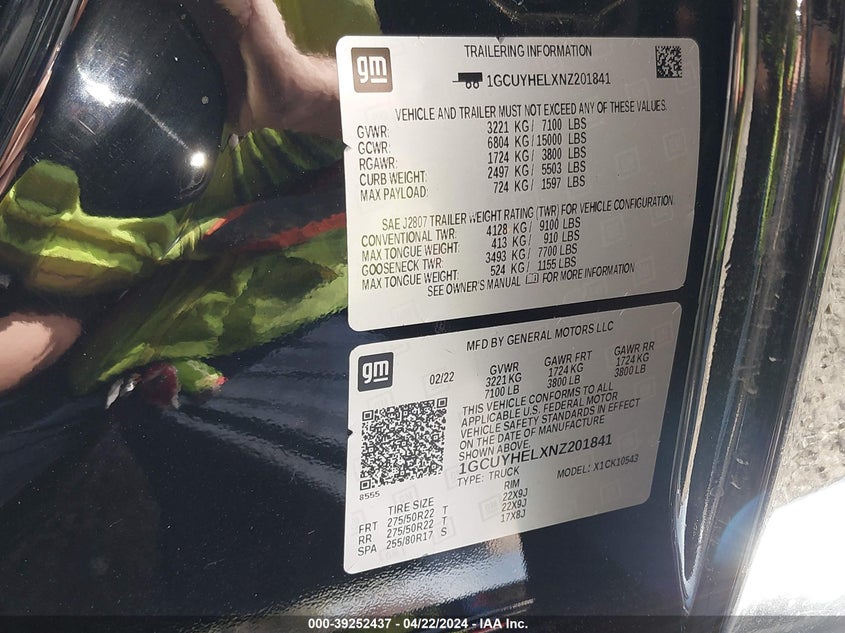 gm
TRAILERING INFORMATION
1GCUYHELXNZ201841
VEHICLE AND TRAILER MUST NOT EXCEED ANY OF THESE VALUES.
GVWR: 3221 KG/ 7100 LBS
GCWR: 6804 KG/ 15000 LBS
RGAWR: 1724 KG/ 3800 LBS
CURB WEIGHT: 2497 KG/ 5503 LBS
MAX PAYLOAD: 724 KG/ 1597 LBS
SAE J2807 TRAILER WEIGHT RATING (TWR) FOR VEHICLE CONFIGURATION.
CONVENTIONAL TWR: 4128 KG/ 9100 LBS
MAX TONGUE WEIGHT: 413 KG/ 910 LBS
GOOSENECK TWR: 3493 KG/ 7700 LBS
MAX TONGUE WEIGHT: 524 KG/ 1155 LBS
SEE OWNER'S MANUAL FOR MORE INFORMATION
MFD BY GENERAL MOTORS LLC
gm
02/22 GVWR GAWR FRT GAWR RR
3221 KG 1724 KG 1724 KG
7100 LB 3800 LB 3800 LB
THIS VEHICLE CONFORMS TO ALL
APPLICABLE U.S. FEDERAL MOTOR
VEHICLE SAFETY STANDARDS IN EFFECT
ON THE DATE OF MANUFACTURE
SHOWN ABOVE.
1GCUYHELXNZ201841
TYPE: TRUCK MODEL: X1CK10543
8555
TIRE SIZE RIM
FRT 275/50R22 T 22X9J
RR 275/50R22 T 22X9J
SPA 255/80R17 S 17X8J
000-39252437 - 04/22/2024 - IAA Inc.